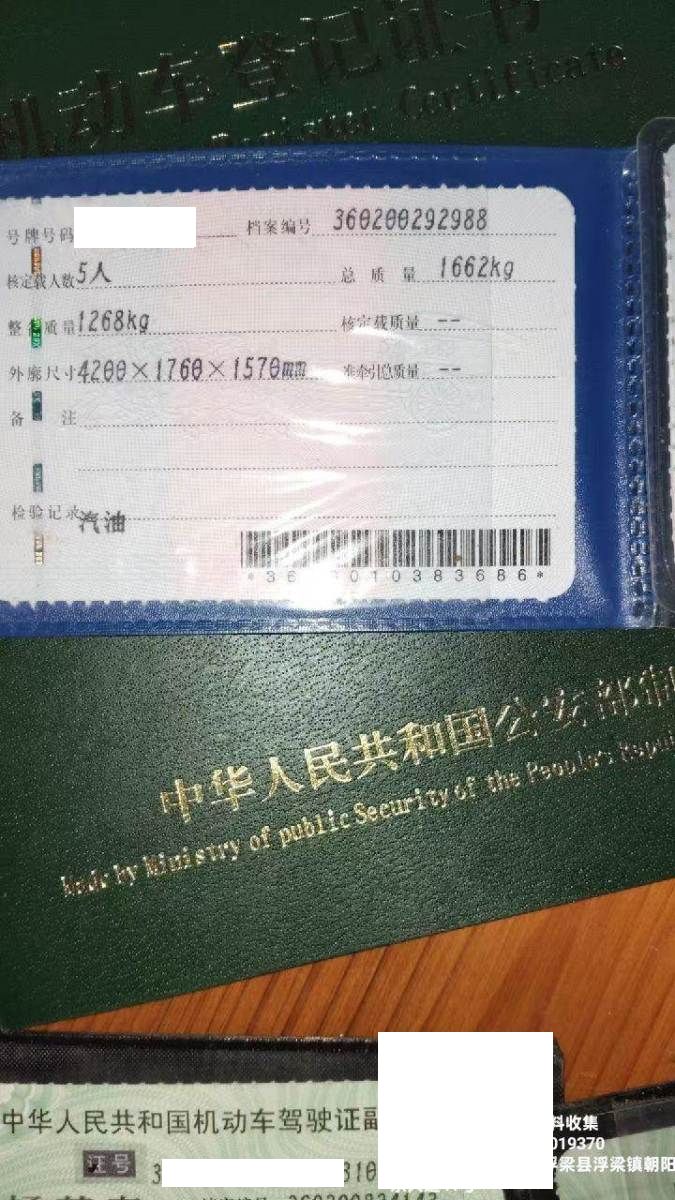 机动车登记证书
Register Certificate
号牌号码 档案编号 360200292988
核定载人数 5人 总质量 1662kg
整备质量 1268kg 核定载质量 --
外廓尺寸 4200×1760×1570mm 准牵引总质量 --
备注
检验记录 汽油
*36 010383686*
中华人民共和国公安部制
Made by Ministry of public Security of the People's Republ
中华人民共和国机动车驾驶证副
证号 3 810
料收集
019370
浮梁县浮梁镇朝阳